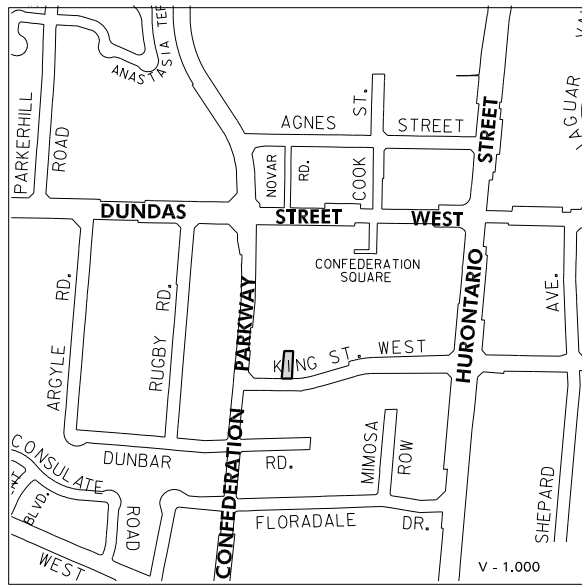 ANASTASIA TER
PARKERHILL
ROAD
AGNES
STREET
ST.
COOK
NOVAR
RD.
STREET
JAGUAR
DUNDAS
STREET
WEST
CONFEDERATION
SQUARE
ARGYLE
RD.
RUGBY
RD.
PARKWAY
CONFEDERATION
KING ST. WEST
HURONTARIO
AVE.
SHEPARD
CONSULATE
ROAD
DUNBAR
RD.
MIMOSA
ROW
FLORADALE
DR.
BLVD.
WEST
V - 1.000